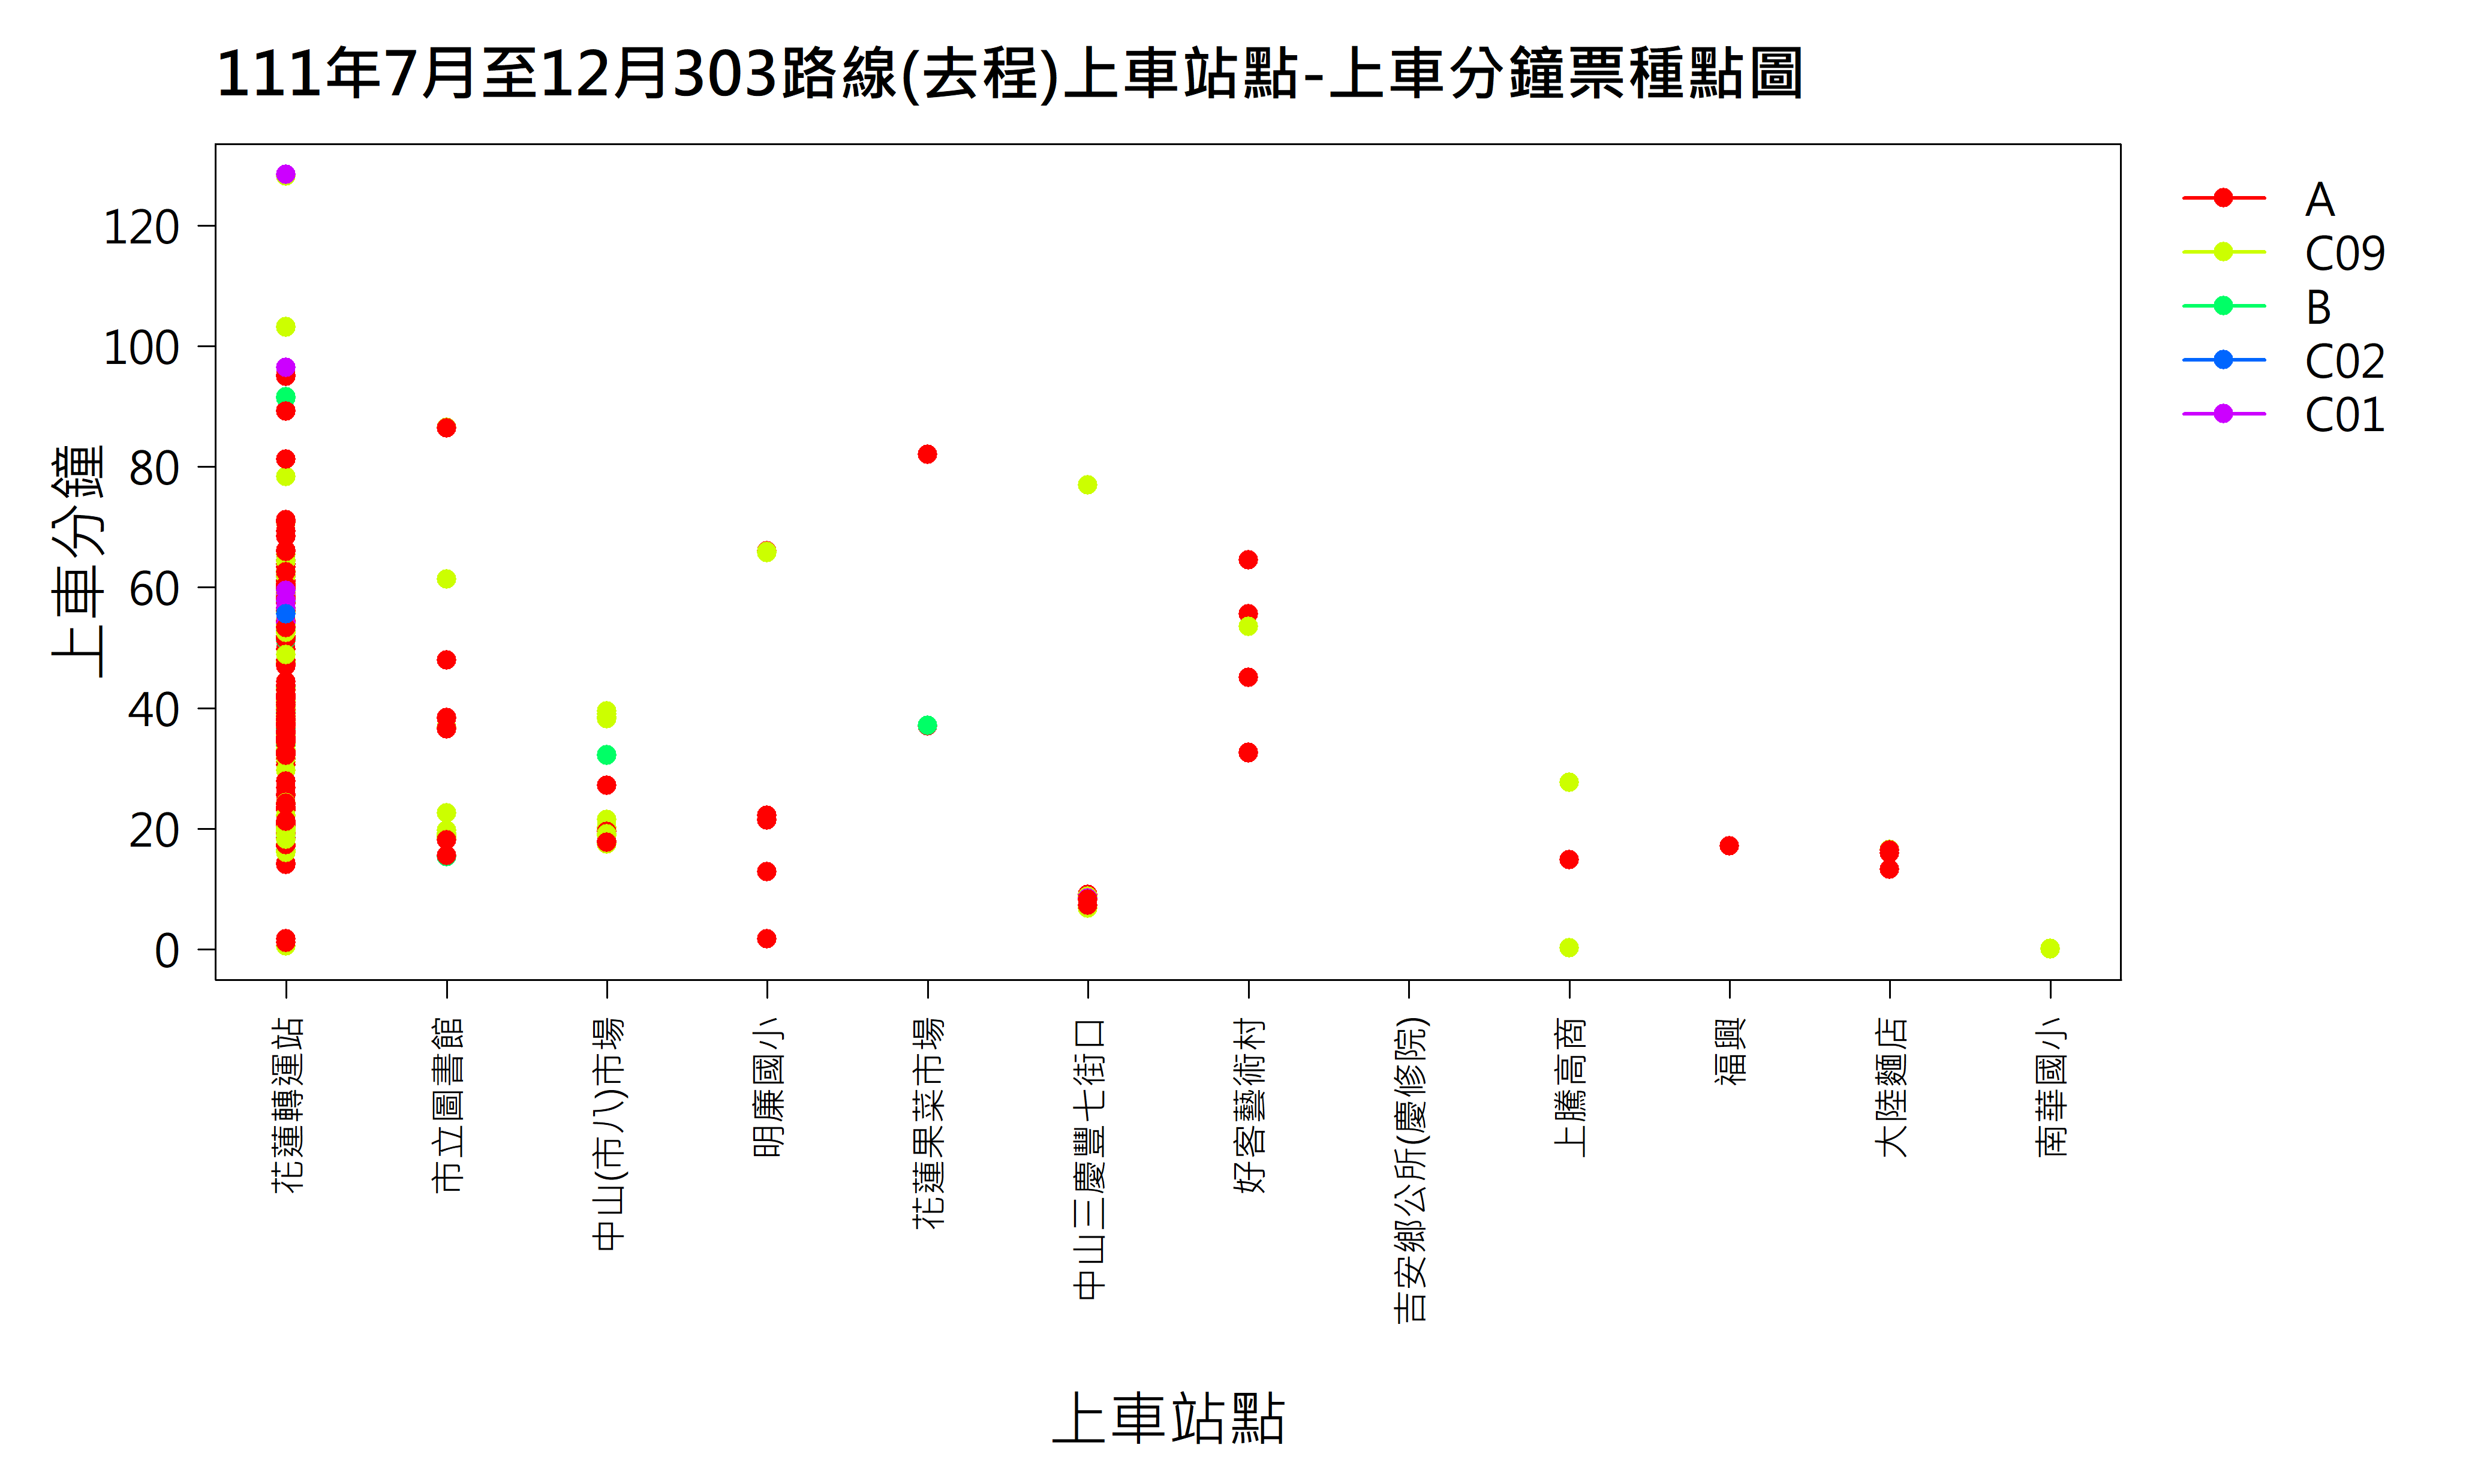 111年7月至12月303路線(去程)上車站點-上車分鐘票種點圖
上車分鐘
120
100
80
60
40
20
0
A
C09
B
C02
C01
花蓮轉運站
市立圖書館
中山(市八)市場
明廉國小
花蓮果菜市場
中山三慶豐七街口
好客藝術村
吉安鄉公所(慶修院)
上騰高商
福興
大陸麵店
南華國小
上車站點